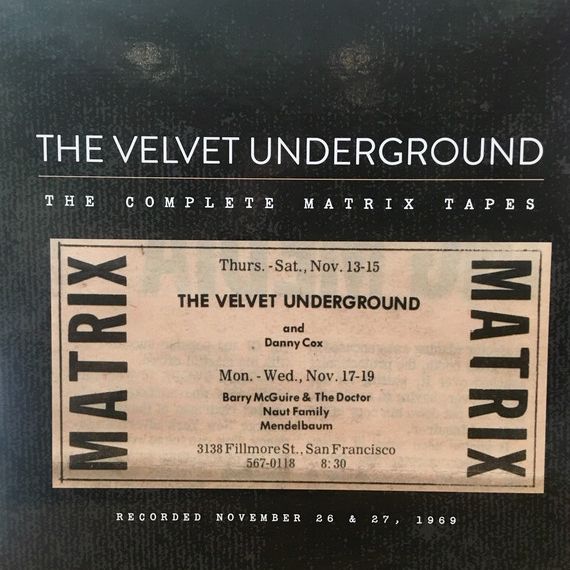 THE VELVET UNDERGROUND
THE COMPLETE MATRIX TAPES
MATRIX
Thurs. - Sat., Nov. 13-15
THE VELVET UNDERGROUND
and
Danny Cox
Mon. - Wed., Nov. 17-19
Barry McGuire & The Doctor
Naut Family
Mendelbaum
3138 Fillmore St., San Francisco
567-0118 8:30
MATRIX
RECORDED NOVEMBER 26 & 27, 1969